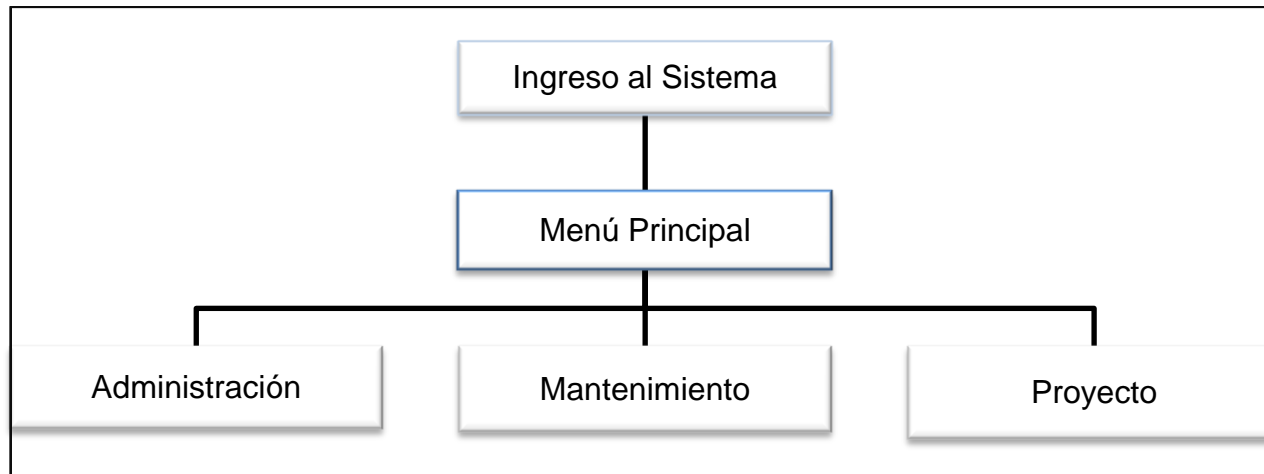 Ingreso al Sistema
Menú Principal
Administración
Mantenimiento
Proyecto